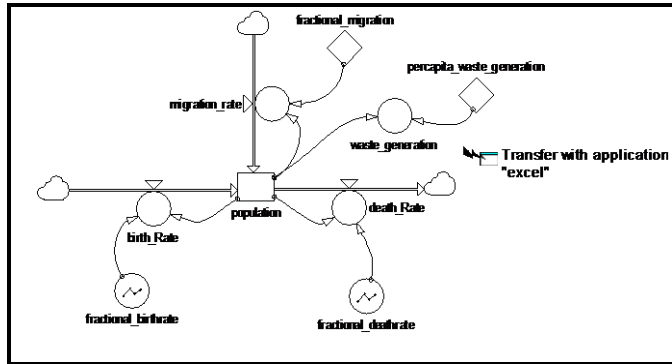 fractional_migration
percapita_waste_generation
migration_rate
waste_generation
Transfer with application
"excel"
population
birth_Rate
death_Rate
fractional_birthrate
fractional_deathrate